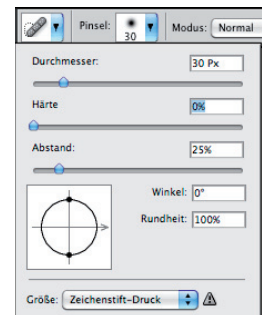 Pinsel: 30 Modus: Normal
Durchmesser: 30 Px
Härte 0%
Abstand: 25%
Winkel: 0°
Rundheit: 100%
Größe: Zeichenstift-Druck